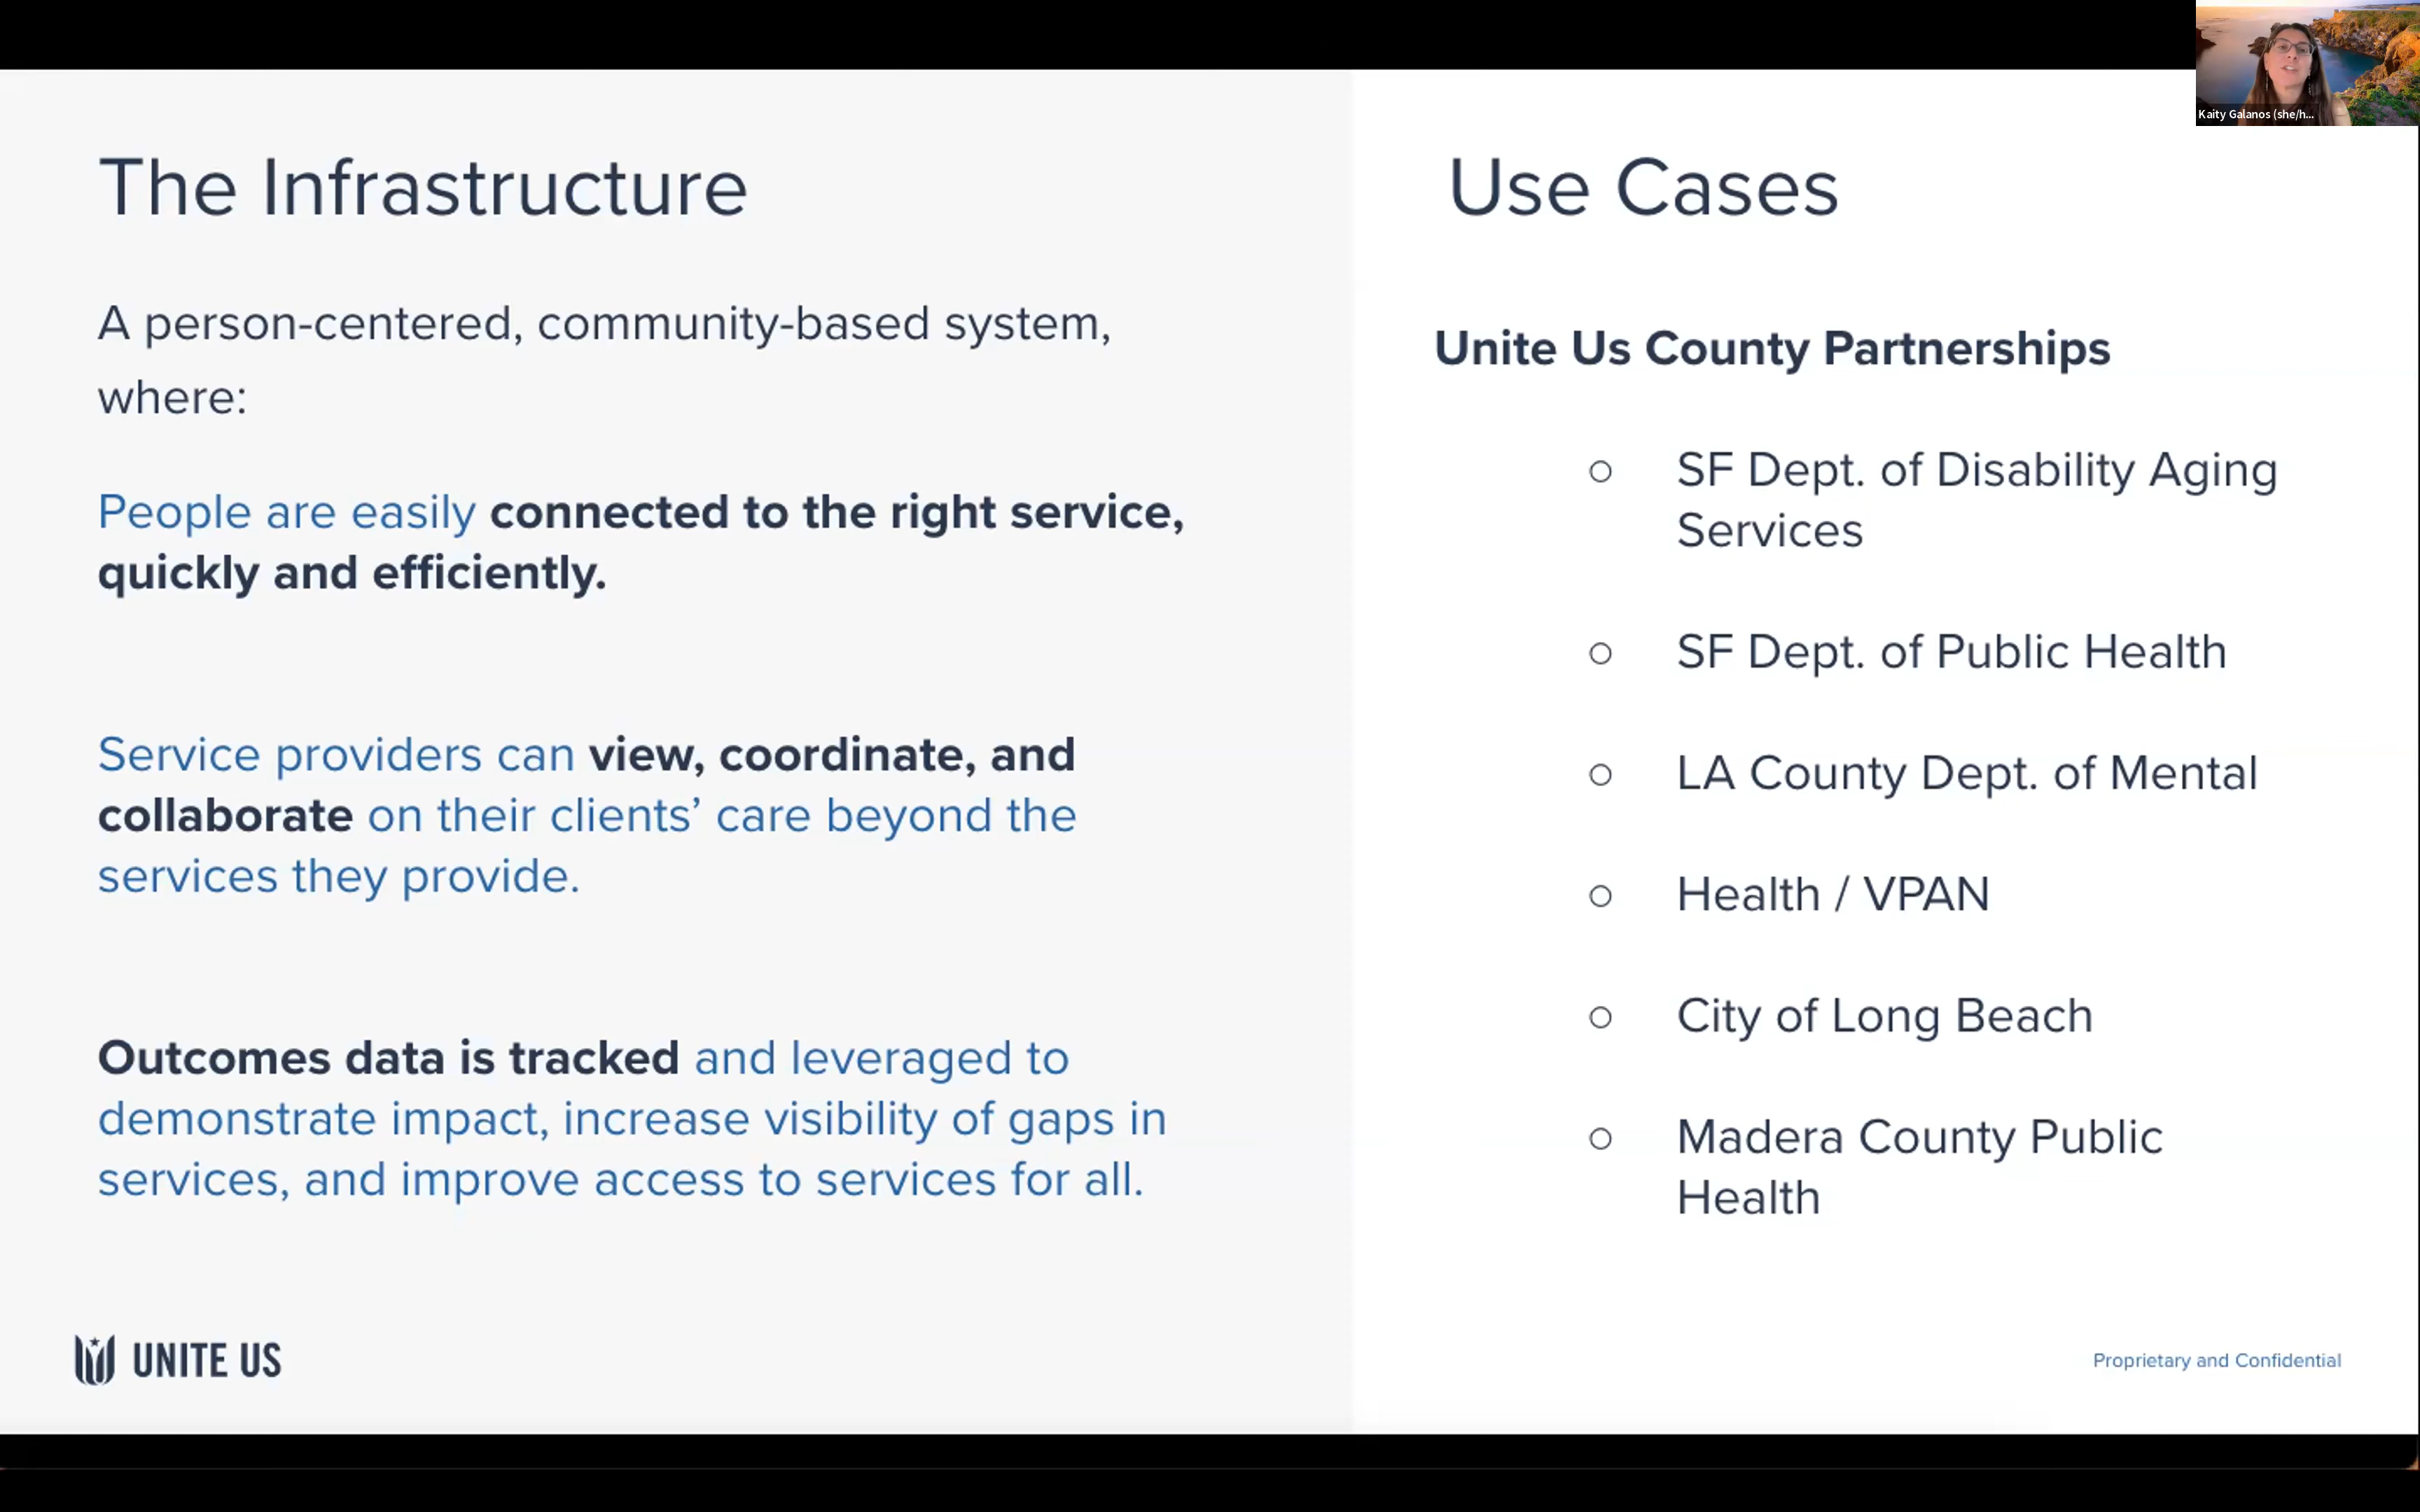 Kaity Galanos (she/h...
The Infrastructure
A person-centered, community-based system,
where:
People are easily connected to the right service,
quickly and efficiently.
Service providers can view, coordinate, and
collaborate on their clients’ care beyond the
services they provide.
Outcomes data is tracked and leveraged to
demonstrate impact, increase visibility of gaps in
services, and improve access to services for all.
UNITE US
Use Cases
Unite Us County Partnerships
SF Dept. of Disability Aging
Services
SF Dept. of Public Health
LA County Dept. of Mental
Health / VPAN
City of Long Beach
Madera County Public
Health
Proprietary and Confidential